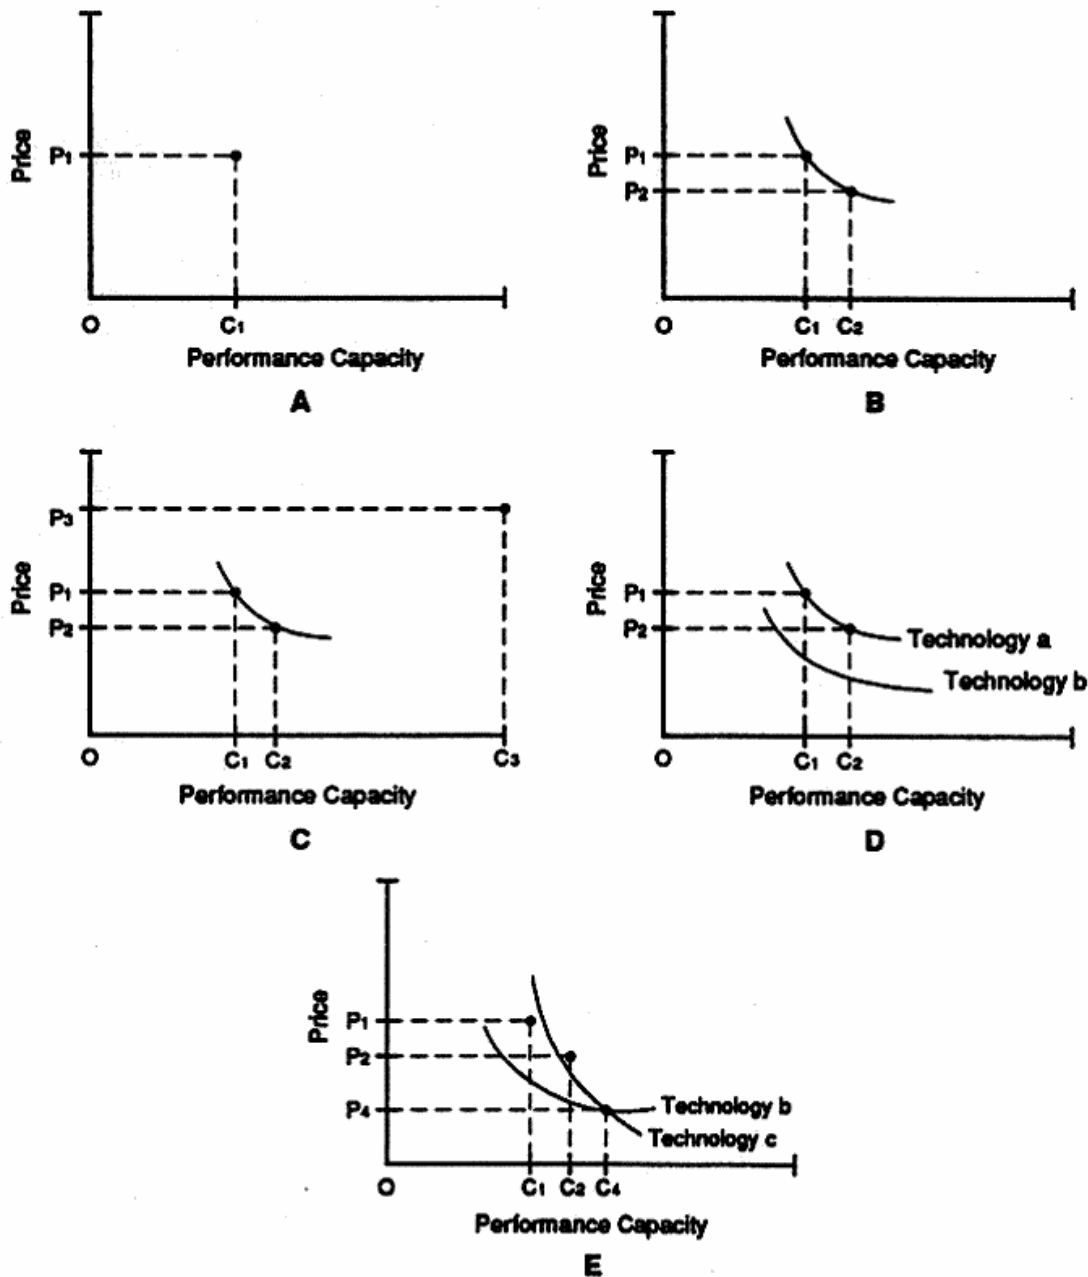 Price
P1
O
C1
Performance Capacity
A
Price
P1
P2
O
C1 C2
Performance Capacity
B
P3
Price
P1
P2
O
C1 C2
C3
Performance Capacity
C
Price
P1
P2
Technology a
Technology b
O
C1 C2
Performance Capacity
D
Price
P1
P2
P4
Technology b
Technology c
O
C1 C2 C4
Performance Capacity
E